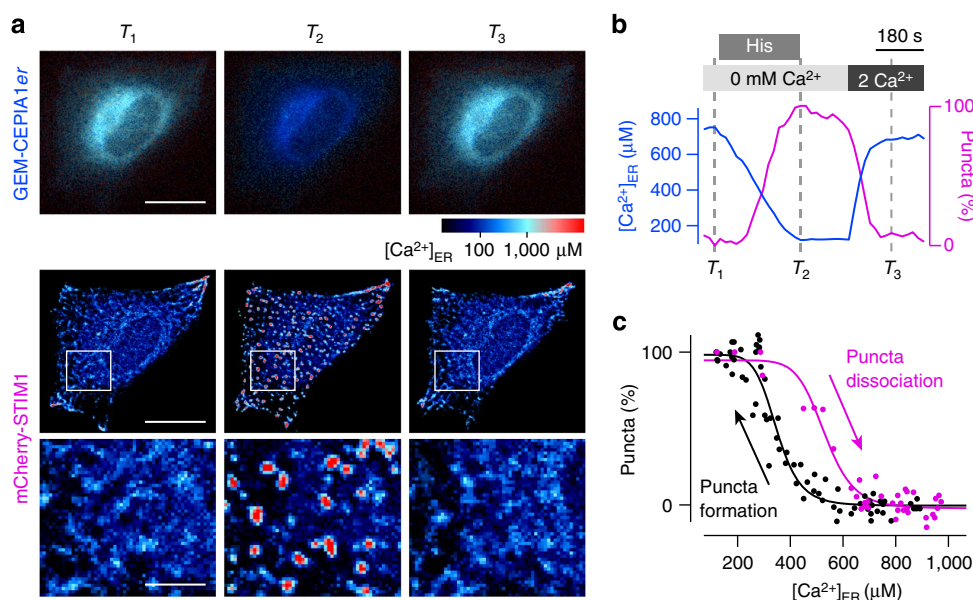 a
T₁ T₂ T₃
GEM-CEPIA1er
[Ca²⁺]ER 100 1,000 μM
mCherry-STIM1
b
180 s
His
0 mM Ca²⁺ 2 Ca²⁺
[Ca²⁺]ER (μM)
800
600
400
200
100
0
Puncta (%)
T₁ T₂ T₃
c
Puncta (%)
100
0
Puncta
dissociation
Puncta
formation
200 400 600 800 1,000
[Ca²⁺]ER (μM)